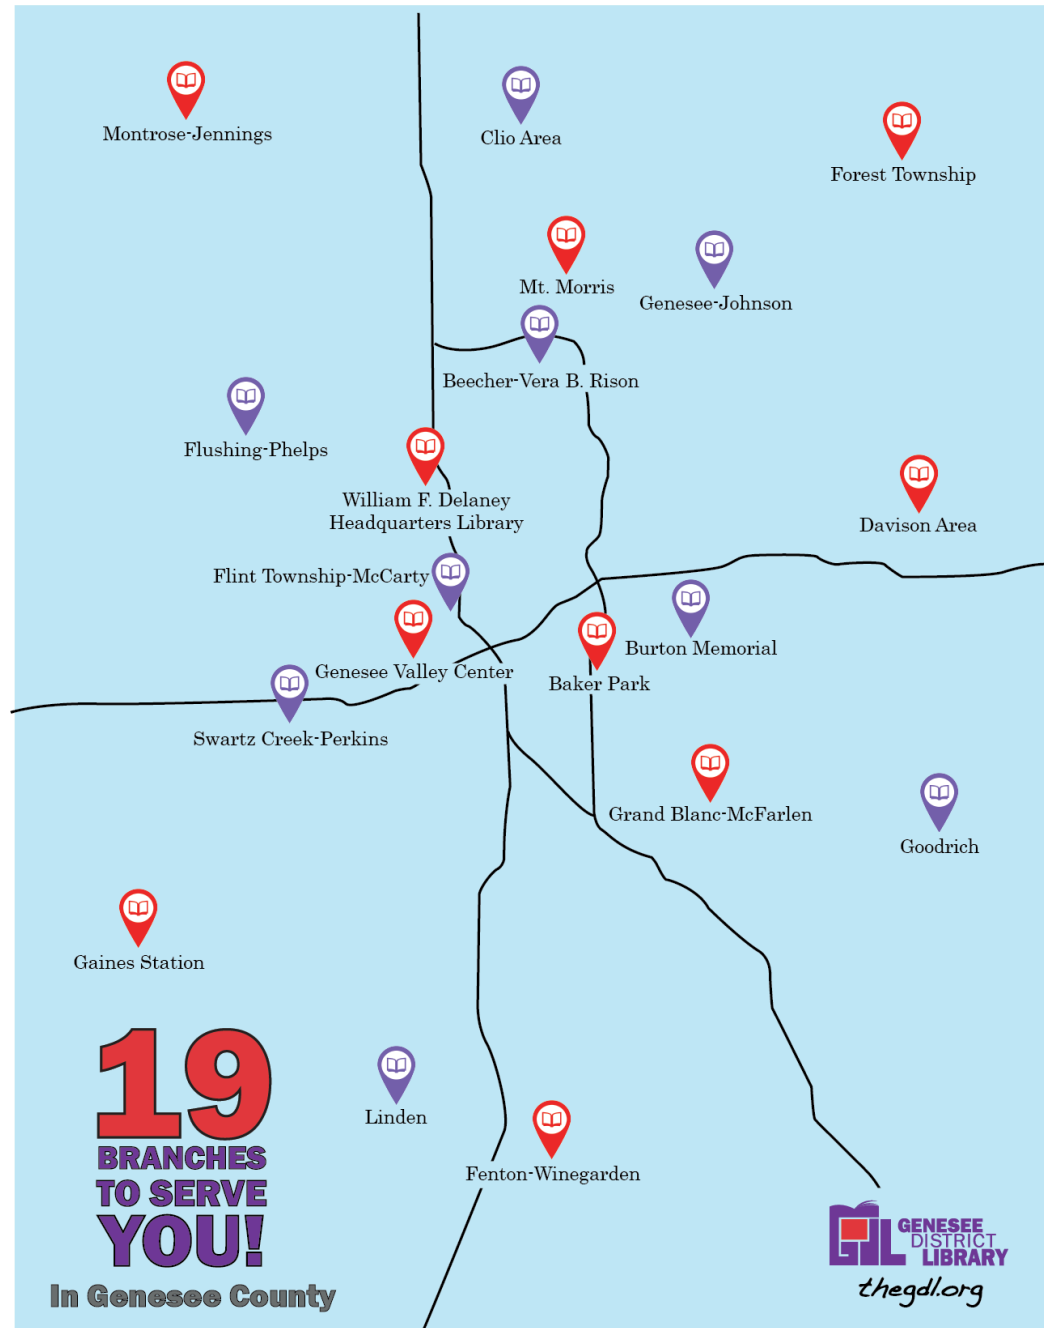 Montrose-Jennings
Clio Area
Forest Township
Mt. Morris
Genesee-Johnson
Beecher-Vera B. Rison
Flushing-Phelps
William F. Delaney
Headquarters Library
Davison Area
Flint Township-McCarty
Burton Memorial
Genesee Valley Center
Baker Park
Swartz Creek-Perkins
Grand Blanc-McFarlen
Goodrich
Gaines Station
Linden
Fenton-Winegarden
19
BRANCHES
TO SERVE
YOU!
In Genesee County
GDL
GENESEE
DISTRICT
LIBRARY
thegdl.org